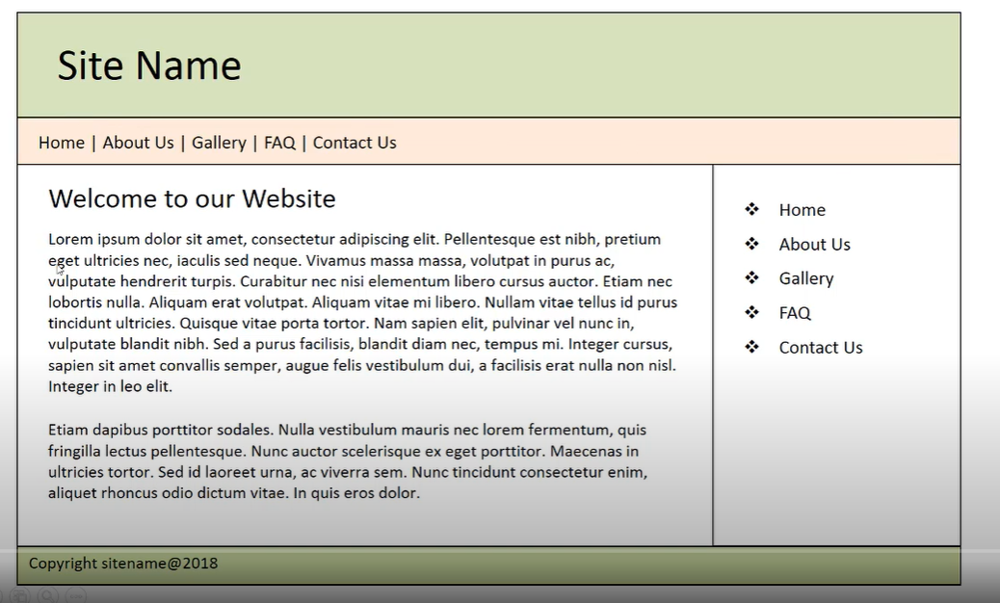 Site Name
Home | About Us | Gallery | FAQ | Contact Us
Welcome to our Website
Lorem ipsum dolor sit amet, consectetur adipiscing elit. Pellentesque est nibh, pretium
eget ultricies nec, iaculis sed neque. Vivamus massa massa, volutpat in purus ac,
vulputate hendrerit turpis. Curabitur nec nisi elementum libero cursus auctor. Etiam nec
lobortis nulla. Aliquam erat volutpat. Aliquam vitae mi libero. Nullam vitae tellus id purus
tincidunt ultricies. Quisque vitae porta tortor. Nam sapien elit, pulvinar vel nunc in,
vulputate blandit nibh. Sed a purus facilisis, blandit diam nec, tempus mi. Integer cursus,
sapien sit amet convallis semper, augue felis vestibulum dui, a facilisis erat nulla non nisl.
Integer in leo elit.
Etiam dapibus porttitor sodales. Nulla vestibulum mauris nec lorem fermentum, quis
fringilla lectus pellentesque. Nunc auctor scelerisque ex eget porttitor. Maecenas in
ultricies tortor. Sed id laoreet urna, ac viverra sem. Nunc tincidunt consectetur enim,
aliquet rhoncus odio dictum vitae. In quis eros dolor.
❖ Home
❖ About Us
❖ Gallery
❖ FAQ
❖ Contact Us
Copyright sitename@2018